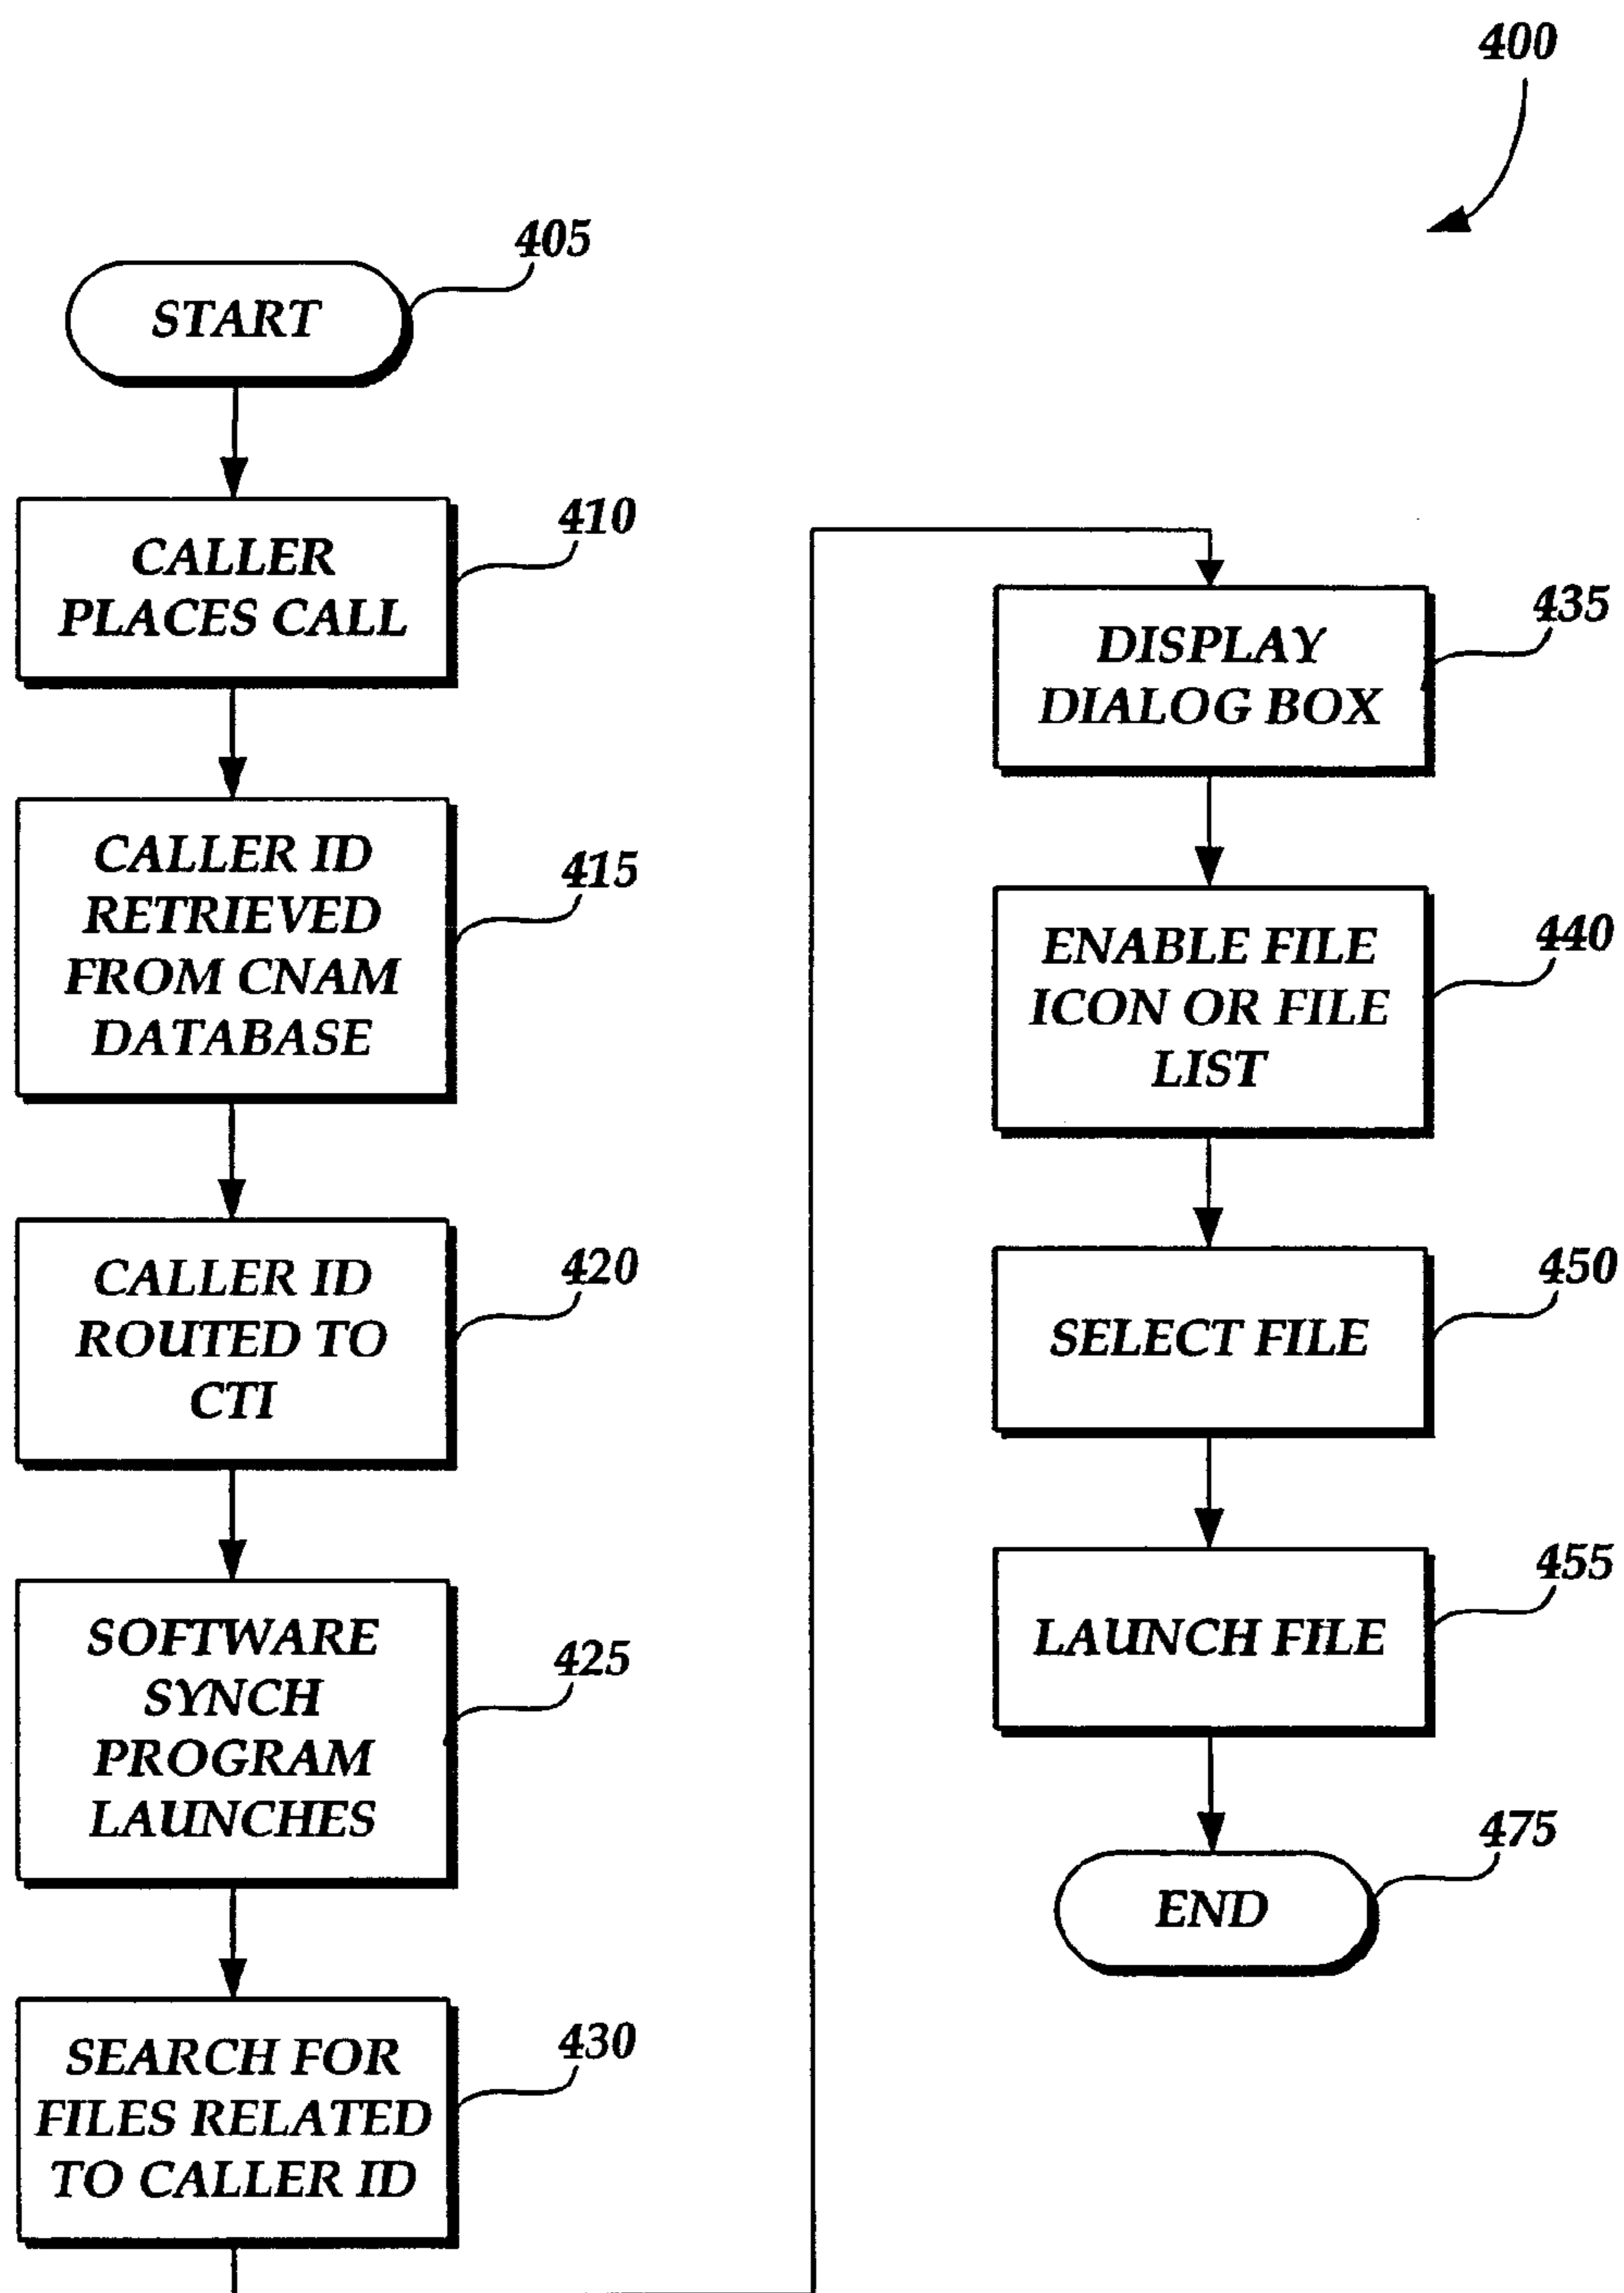 400
405
START
410
CALLER
PLACES CALL
415
CALLER ID
RETRIEVED
FROM CNAM
DATABASE
420
CALLER ID
ROUTED TO
CTI
425
SOFTWARE
SYNCH
PROGRAM
LAUNCHES
430
SEARCH FOR
FILES RELATED
TO CALLER ID
435
DISPLAY
DIALOG BOX
440
ENABLE FILE
ICON OR FILE
LIST
450
SELECT FILE
455
LAUNCH FILE
475
END